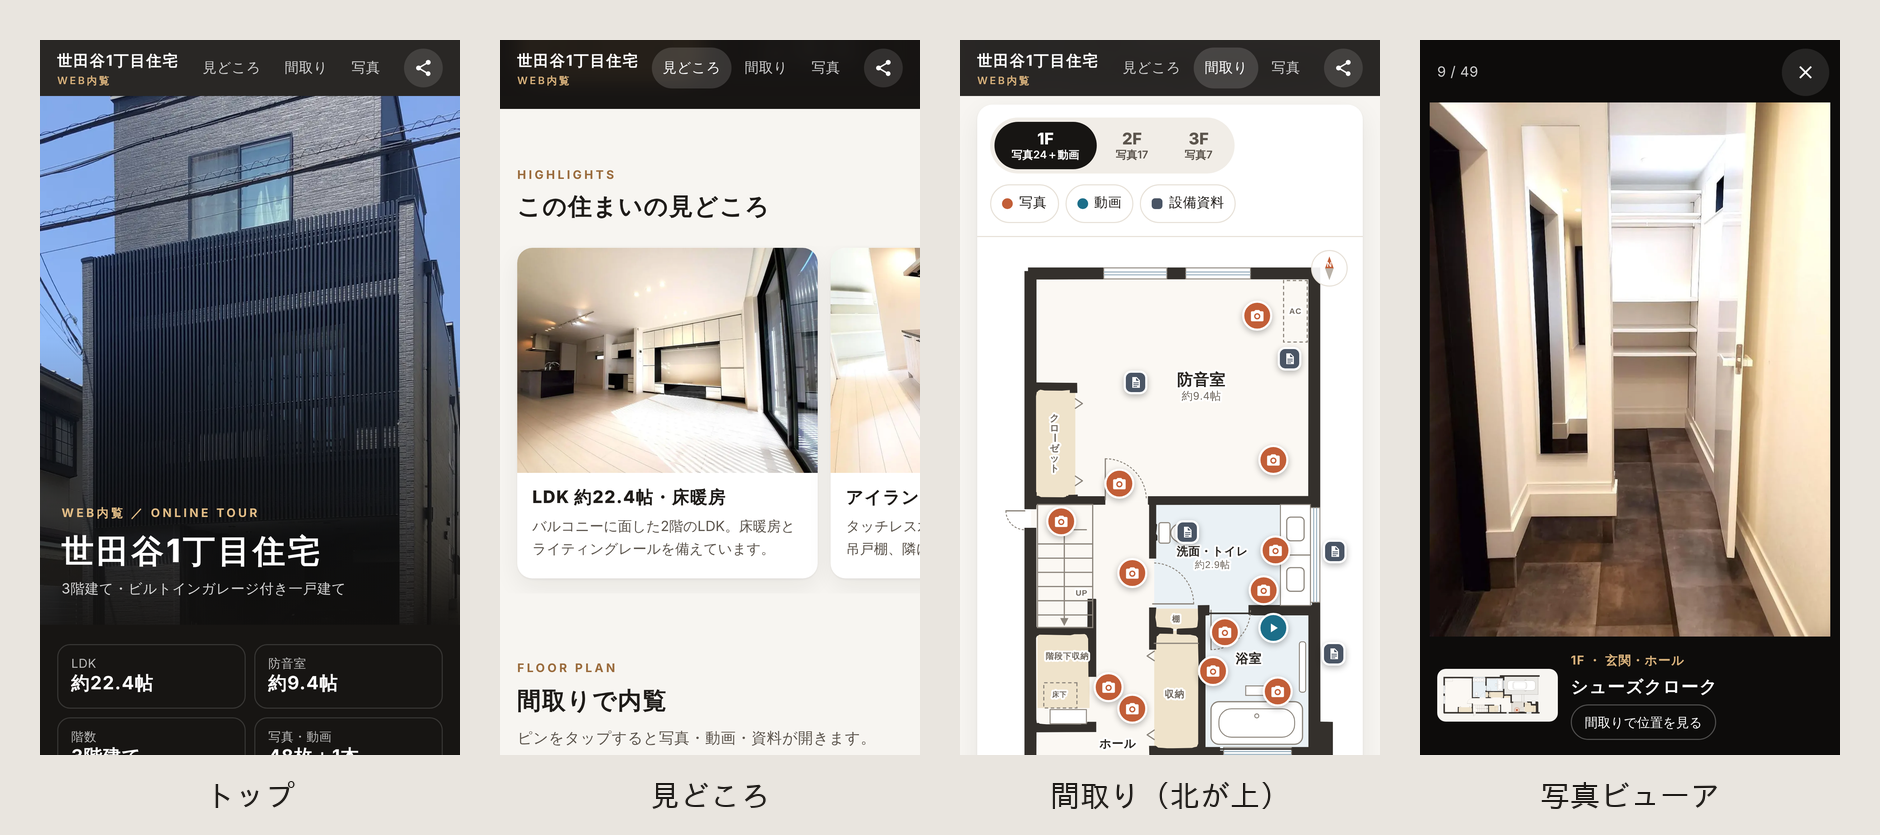 世田谷1丁目住宅
WEB内覧
見どころ
間取り
写真
WEB内覧 ／ ONLINE TOUR
世田谷1丁目住宅
3階建て・ビルトインガレージ付き一戸建て
LDK
約22.4帖
防音室
約9.4帖
階数
3階建て
写真・動画
48枚+1本
トップ
世田谷1丁目住宅
WEB内覧
見どころ
間取り
写真
HIGHLIGHTS
この住まいの見どころ
LDK 約22.4帖・床暖房
バルコニーに面した2階のLDK。床暖房と
ライティングレールを備えています。
アイラン
タッチレス
吊戸棚、隣
FLOOR PLAN
間取りで内覧
ピンをタップすると写真・動画・資料が開きます。
見どころ
世田谷1丁目住宅
WEB内覧
見どころ
間取り
写真
1F
写真24+動画
2F
写真17
3F
写真7
写真
動画
設備資料
AC
防音室
約9.4帖
クローゼット
洗面・トイレ
約2.9帖
UP
棚
階段下収納
浴室
床下
収納
ホール
間取り（北が上）
9 / 49
1F ・ 玄関・ホール
シューズクローク
間取りで位置を見る
写真ビューア